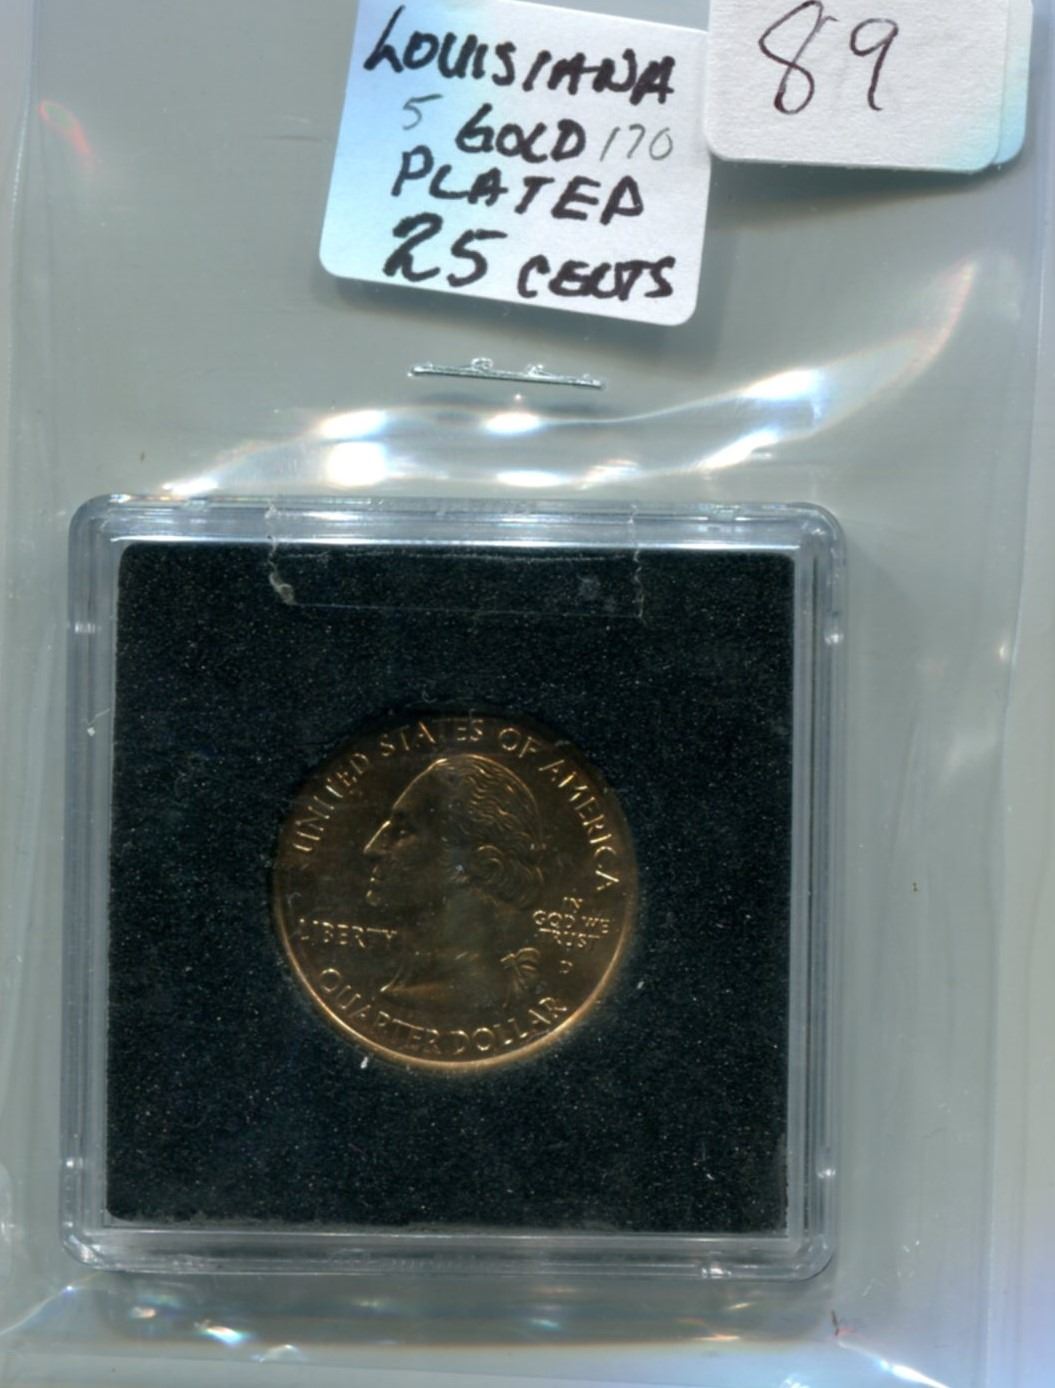 LOUISIANA
5 GOLD 170
PLATED
25 CENTS
89
UNITED STATES OF AMERICA
LIBERTY
IN
GOD WE
TRUST
D
QUARTER DOLLAR